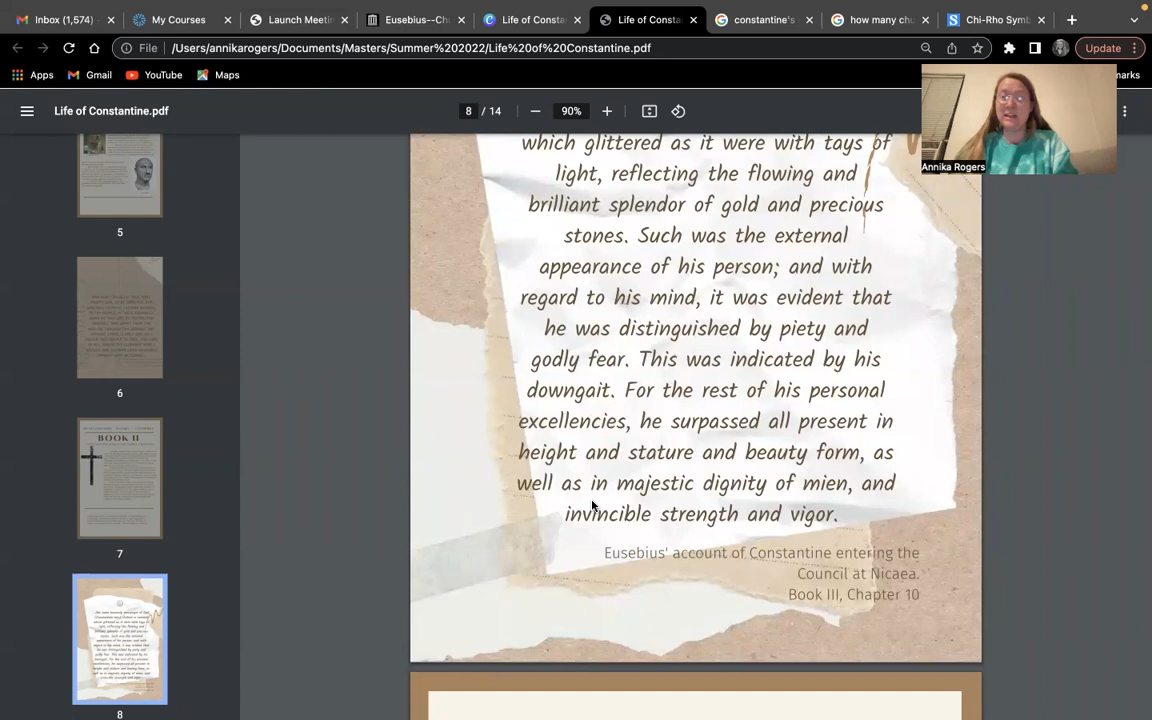 Inbox (1,574)
My Courses
Launch Meetin
Eusebius--Ch
Life of Consta
Life of Consta
constantine's
how many chu
Chi-Rho Symb
File
/Users/annikarogers/Documents/Masters/Summer%202022/Life%20of%20Constantine.pdf
Update
Apps
Gmail
YouTube
Maps
marks
Life of Constantine.pdf
8 / 14
90%
Annika Rogers
5
6
BOOK II
7
8
which glittered as it were with tays of
light, reflecting the flowing and
brilliant splendor of gold and precious
stones. Such was the external
appearance of his person; and with
regard to his mind, it was evident that
he was distinguished by piety and
godly fear. This was indicated by his
downgait. For the rest of his personal
excellencies, he surpassed all present in
height and stature and beauty form, as
well as in majestic dignity of mien, and
invincible strength and vigor.
Eusebius' account of Constantine entering the
Council at Nicaea.
Book III, Chapter 10